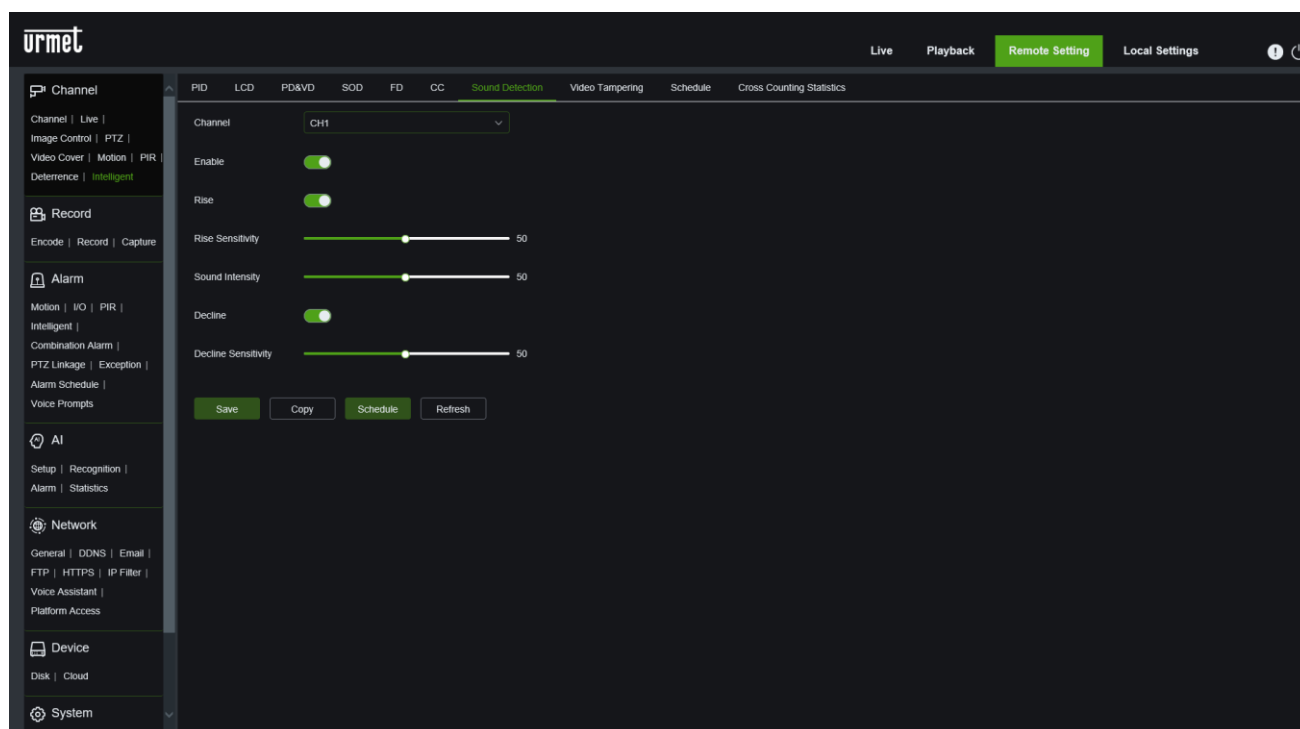 urmet
Live Playback Remote Setting Local Settings
Channel
Channel | Live |
Image Control | PTZ |
Video Cover | Motion | PIR |
Deterrence | Intelligent
Record
Encode | Record | Capture
Alarm
Motion | I/O | PIR |
Intelligent |
Combination Alarm |
PTZ Linkage | Exception |
Alarm Schedule |
Voice Prompts
AI
Setup | Recognition |
Alarm | Statistics
Network
General | DDNS | Email |
FTP | HTTPS | IP Filter |
Voice Assistant |
Platform Access
Device
Disk | Cloud
System
PID LCD PD&VD SOD FD CC Sound Detection Video Tampering Schedule Cross Counting Statistics
Channel CH1
Enable
Rise
Rise Sensitivity 50
Sound Intensity 50
Decline
Decline Sensitivity 50
Save Copy Schedule Refresh